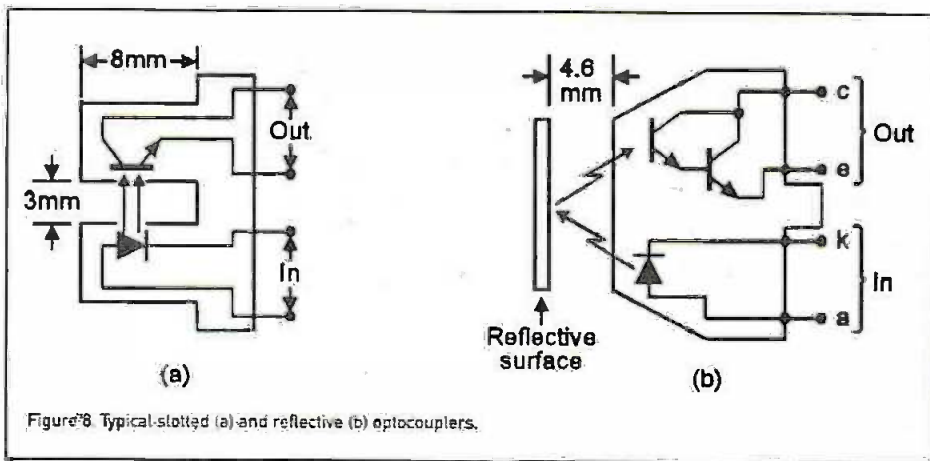 8mm
Out
3mm
In
(a)
4.6
mm
c
Out
e
k
In
a
Reflective
surface
(b)
Figure 8. Typical slotted (a) and reflective (b) optocouplers.